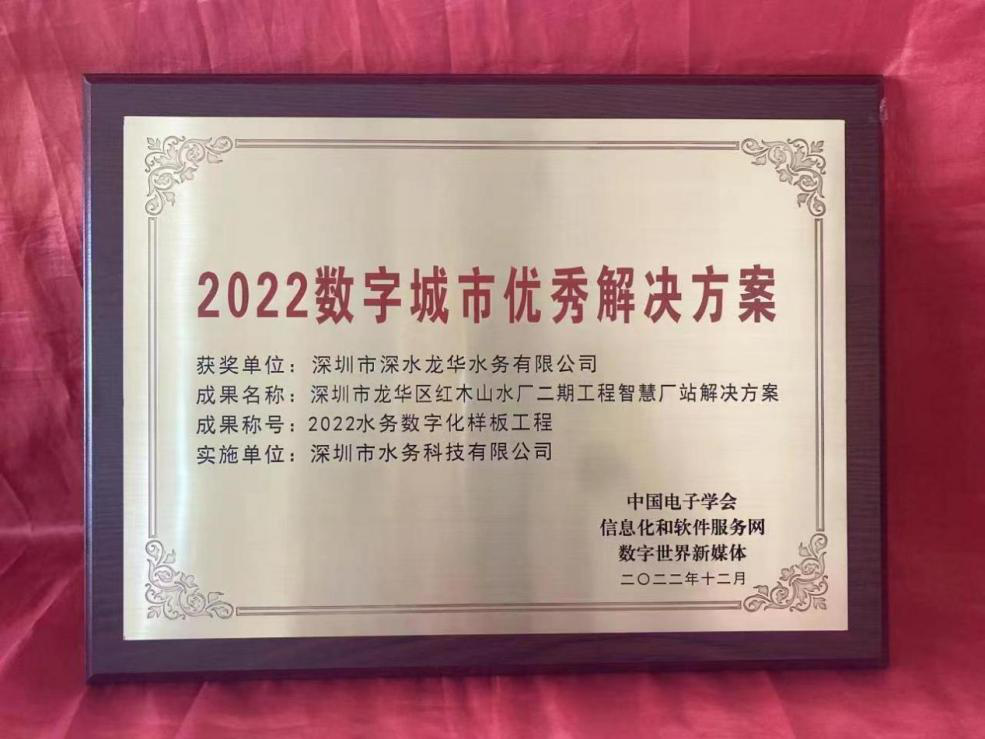 2022数字城市优秀解决方案
获奖单位：深圳市深水龙华水务有限公司
成果名称：深圳市龙华区红木山水厂二期工程智慧厂站解决方案
成果称号：2022水务数字化样板工程
实施单位：深圳市水务科技有限公司
中国电子学会
信息化和软件服务网
数字世界新媒体
二〇二二年十二月